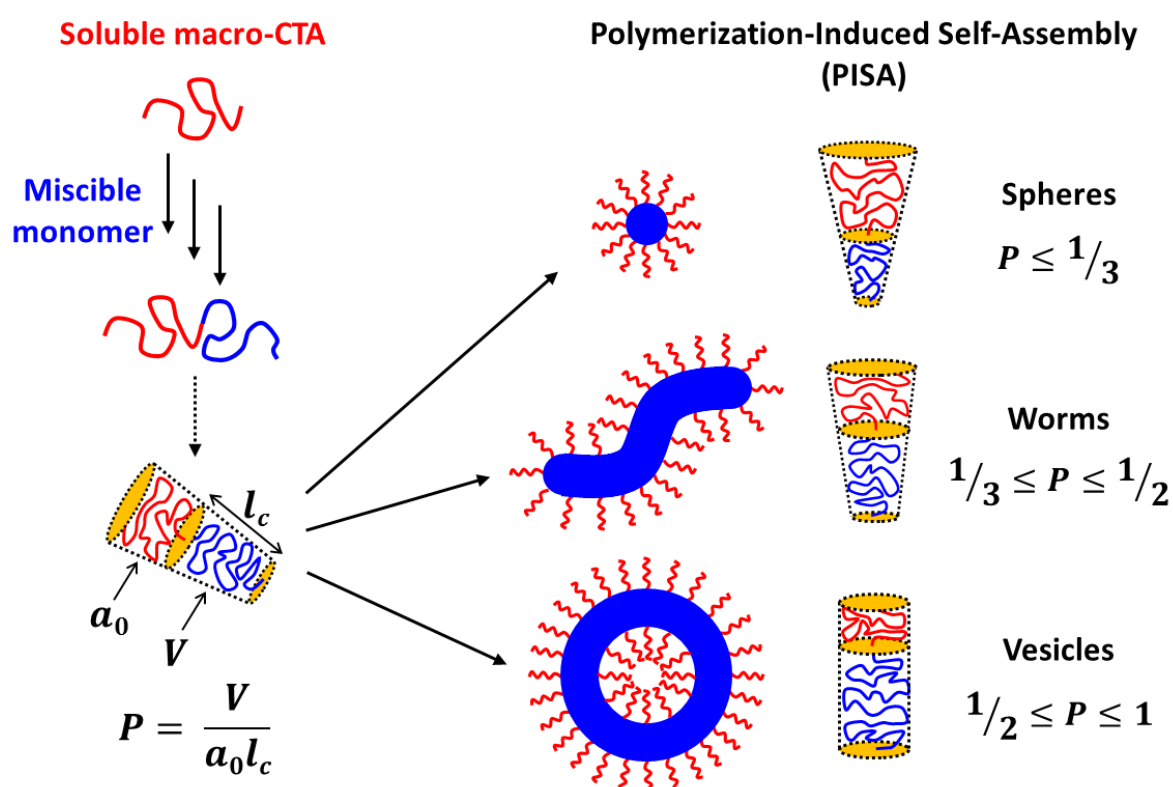 Soluble macro-CTA
Polymerization-Induced Self-Assembly
(PISA)
Miscible
monomer
l_c
a_0
V
P = V / a_0 l_c
Spheres
P ≤ 1/3
Worms
1/3 ≤ P ≤ 1/2
Vesicles
1/2 ≤ P ≤ 1